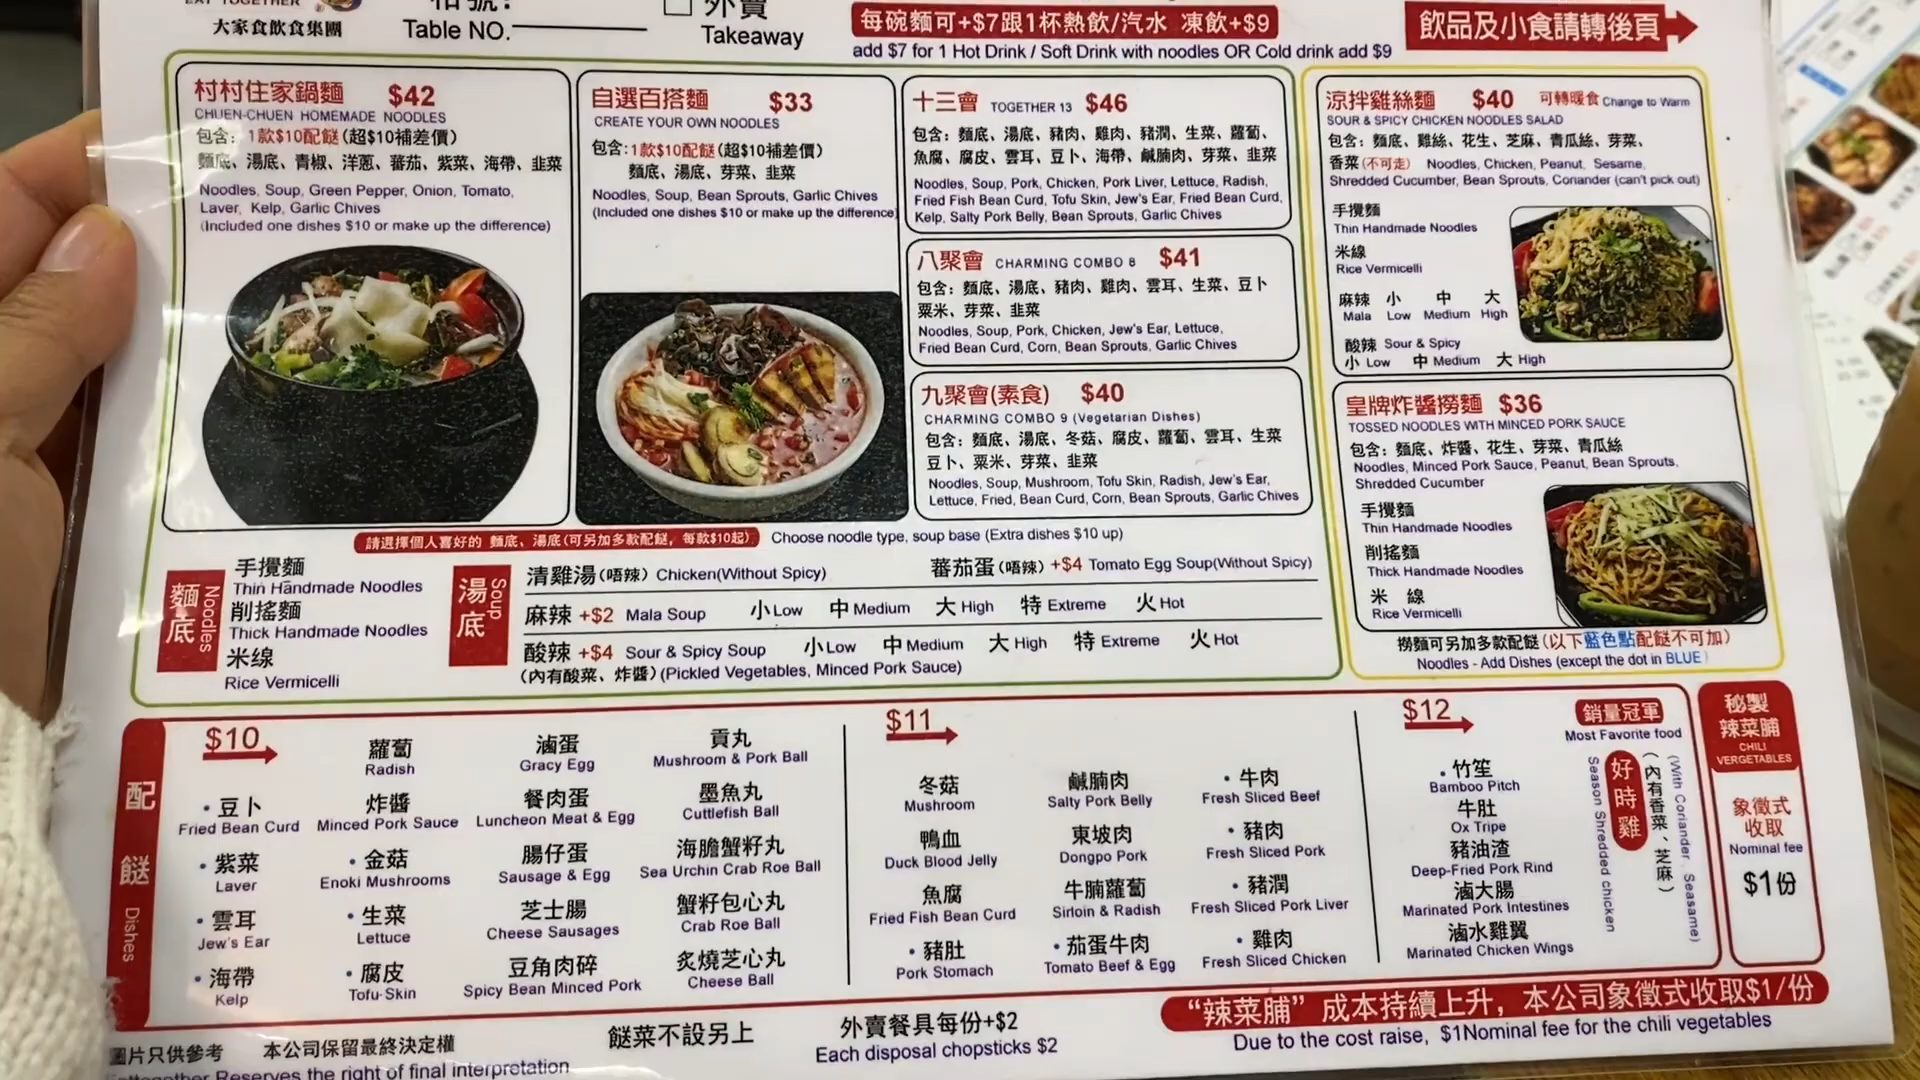 大家食飲食集團
Table NO.
外賣
Takeaway
每碗麵可+$7跟1杯熱飲/汽水 凍飲+$9
add $7 for 1 Hot Drink / Soft Drink with noodles OR Cold drink add $9
飲品及小食請轉後頁
村村住家鍋麵 $42
CHUEN-CHUEN HOMEMADE NOODLES
包含：1款$10配餸(超$10補差價)
麵底、湯底、青椒、洋蔥、蕃茄、紫菜、海帶、韭菜
Noodles, Soup, Green Pepper, Onion, Tomato,
Laver, Kelp, Garlic Chives
(Included one dishes $10 or make up the difference)
自選百搭麵 $33
CREATE YOUR OWN NOODLES
包含：1款$10配餸(超$10補差價)
麵底、湯底、芽菜、韭菜
Noodles, Soup, Bean Sprouts, Garlic Chives
(Included one dishes $10 or make up the difference)
十三會 TOGETHER 13 $46
包含：麵底、湯底、豬肉、雞肉、豬潤、生菜、蘿蔔、
魚腐、腐皮、雲耳、豆卜、海帶、鹹腩肉、芽菜、韭菜
Noodles, Soup, Pork, Chicken, Pork Liver, Lettuce, Radish,
Fried Fish Bean Curd, Tofu Skin, Jew's Ear, Fried Bean Curd,
Kelp, Salty Pork Belly, Bean Sprouts, Garlic Chives
八聚會 CHARMING COMBO 8 $41
包含：麵底、湯底、豬肉、雞肉、雲耳、生菜、豆卜
粟米、芽菜、韭菜
Noodles, Soup, Pork, Chicken, Jew's Ear, Lettuce,
Fried Bean Curd, Corn, Bean Sprouts, Garlic Chives
九聚會(素食) $40
CHARMING COMBO 9 (Vegetarian Dishes)
包含：麵底、湯底、冬菇、腐皮、蘿蔔、雲耳、生菜
豆卜、粟米、芽菜、韭菜
Noodles, Soup, Mushroom, Tofu Skin, Radish, Jew's Ear,
Lettuce, Fried, Bean Curd, Corn, Bean Sprouts, Garlic Chives
涼拌雞絲麵 $40 可轉暖食 Change to Warm
SOUR & SPICY CHICKEN NOODLES SALAD
包含：麵底、雞絲、花生、芝麻、青瓜絲、芽菜、
香菜(不可走) Noodles, Chicken, Peanut, Sesame,
Shredded Cucumber, Bean Sprouts, Coriander (can't pick out)
手攪麵
Thin Handmade Noodles
米線
Rice Vermicelli
麻辣 小 中 大
Mala Low Medium High
酸辣 Sour & Spicy
小 Low 中 Medium 大 High
皇牌炸醬撈麵 $36
TOSSED NOODLES WITH MINCED PORK SAUCE
包含：麵底、炸醬、花生、芽菜、青瓜絲
Noodles, Minced Pork Sauce, Peanut, Bean Sprouts,
Shredded Cucumber
手攪麵
Thin Handmade Noodles
削搖麵
Thick Handmade Noodles
米 線
Rice Vermicelli
撈麵可另加多款配餸(以下藍色點配餸不可加)
Noodles - Add Dishes (except the dot in BLUE)
請選擇個人喜好的 麵底、湯底(可另加多款配餸，每款$10起) Choose noodle type, soup base (Extra dishes $10 up)
麵底 Noodles
手攪麵
Thin Handmade Noodles
削搖麵
Thick Handmade Noodles
米線
Rice Vermicelli
湯底 Soup
清雞湯(唔辣) Chicken(Without Spicy) 蕃茄蛋(唔辣) +$4 Tomato Egg Soup(Without Spicy)
麻辣 +$2 Mala Soup 小 Low 中 Medium 大 High 特 Extreme 火 Hot
酸辣 +$4 Sour & Spicy Soup 小 Low 中 Medium 大 High 特 Extreme 火 Hot
(內有酸菜、炸醬)(Pickled Vegetables, Minced Pork Sauce)
配餸 Dishes
$10
·豆卜
Fried Bean Curd
·紫菜
Laver
·雲耳
Jew's Ear
·海帶
Kelp
蘿蔔
Radish
炸醬
Minced Pork Sauce
·金菇
Enoki Mushrooms
·生菜
Lettuce
·腐皮
Tofu-Skin
滷蛋
Gracy Egg
餐肉蛋
Luncheon Meat & Egg
腸仔蛋
Sausage & Egg
芝士腸
Cheese Sausages
豆角肉碎
Spicy Bean Minced Pork
貢丸
Mushroom & Pork Ball
墨魚丸
Cuttlefish Ball
海膽蟹籽丸
Sea Urchin Crab Roe Ball
蟹籽包心丸
Crab Roe Ball
炙燒芝心丸
Cheese Ball
$11
冬菇
Mushroom
鴨血
Duck Blood Jelly
魚腐
Fried Fish Bean Curd
·豬肚
Pork Stomach
鹹腩肉
Salty Pork Belly
東坡肉
Dongpo Pork
牛腩蘿蔔
Sirloin & Radish
·茄蛋牛肉
Tomato Beef & Egg
·牛肉
Fresh Sliced Beef
·豬肉
Fresh Sliced Pork
·豬潤
Fresh Sliced Pork Liver
·雞肉
Fresh Sliced Chicken
$12
·竹笙
Bamboo Pitch
牛肚
Ox Tripe
豬油渣
Deep-Fried Pork Rind
滷大腸
Marinated Pork Intestines
滷水雞翼
Marinated Chicken Wings
銷量冠軍
Most Favorite food
好時雞
(內有香菜、芝麻)
Season Shredded chicken
(With Coriander, Seasame)
秘製
辣菜脯
CHILI
VERGETABLES
象徵式
收取
Nominal fee
$1份
圖片只供參考 本公司保留最終決定權
Reserves the right of final interpretation
餸菜不設另上
外賣餐具每份+$2
Each disposal chopsticks $2
“辣菜脯”成本持續上升，本公司象徵式收取$1/份
Due to the cost raise, $1Nominal fee for the chili vegetables